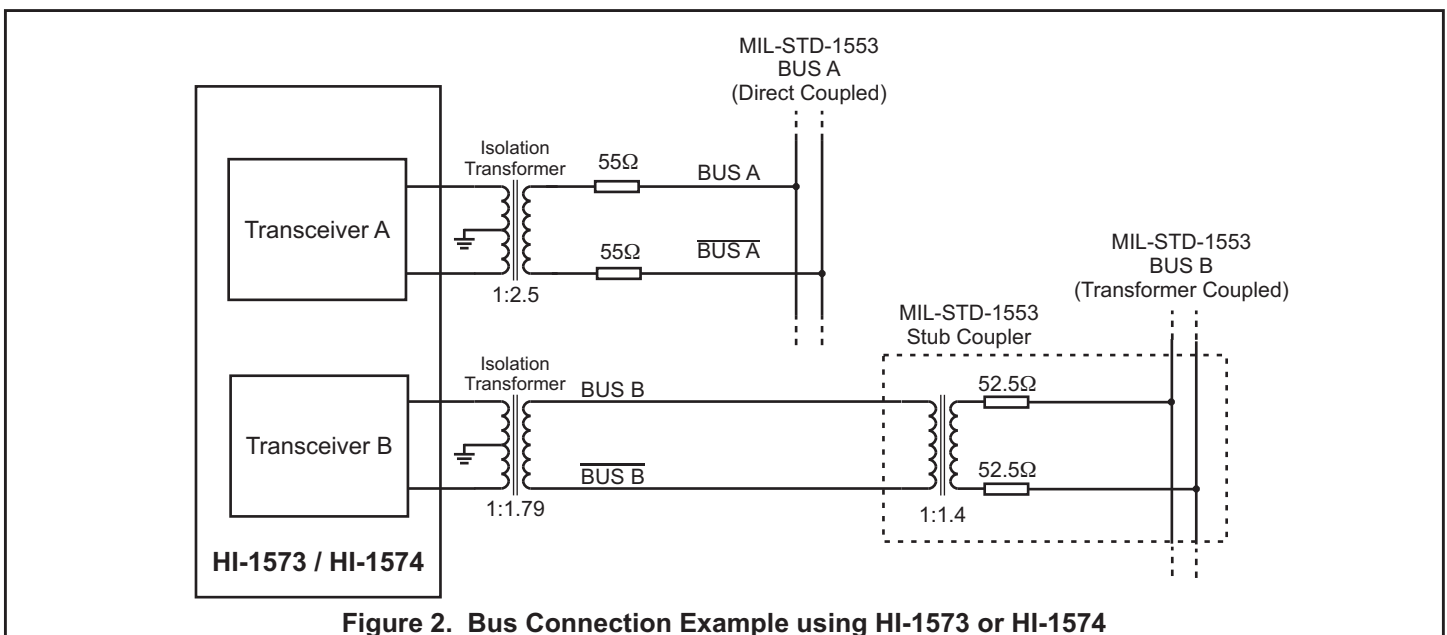 MIL-STD-1553
BUS A
(Direct Coupled)
Isolation
Transformer
55Ω
BUS A
Transceiver A
55Ω
BUS A
1:2.5
MIL-STD-1553
BUS B
(Transformer Coupled)
MIL-STD-1553
Stub Coupler
Isolation
Transformer
BUS B
52.5Ω
Transceiver B
BUS B
52.5Ω
1:1.79
1:1.4
HI-1573 / HI-1574
Figure 2. Bus Connection Example using HI-1573 or HI-1574